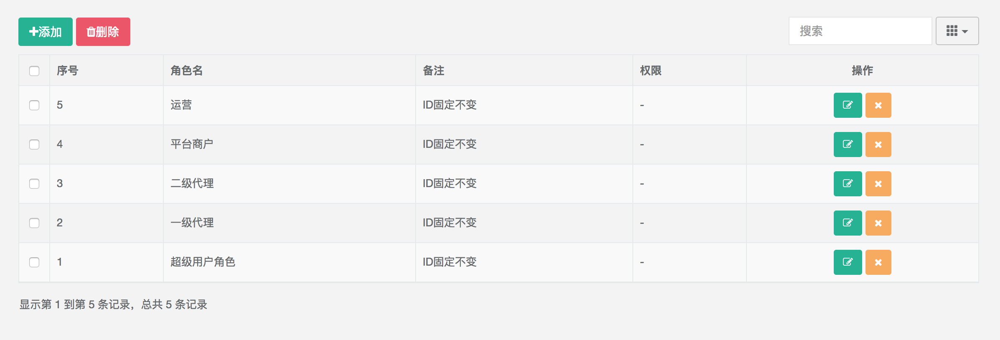 添加 删除 搜索
序号 角色名 备注 权限 操作
5 运营 ID固定不变 -
4 平台商户 ID固定不变 -
3 二级代理 ID固定不变 -
2 一级代理 ID固定不变 -
1 超级用户角色 ID固定不变 -
显示第 1 到第 5 条记录，总共 5 条记录